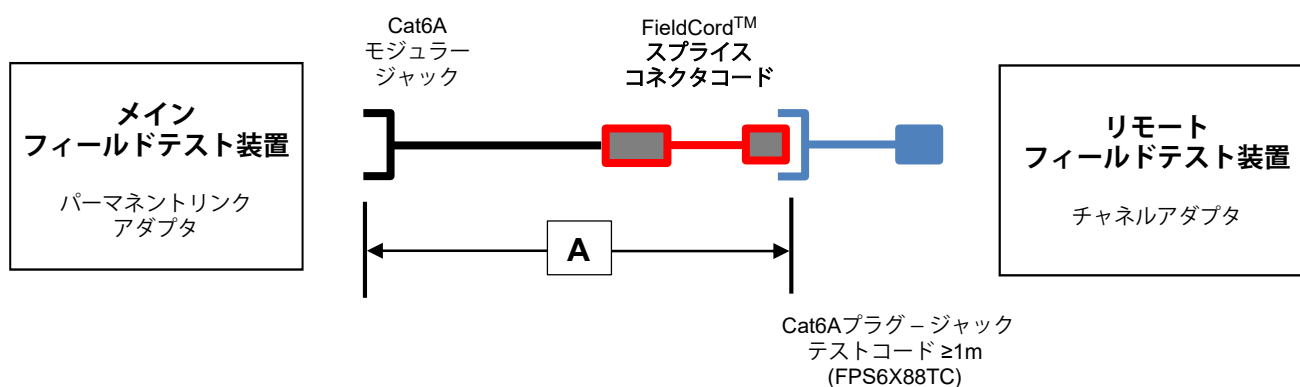 メイン
フィールドテスト装置
パーマネントリンク
アダプタ
Cat6A
モジュラー
ジャック
FieldCord™
スプライス
コネクタコード
リモート
フィールドテスト装置
チャネルアダプタ
A
Cat6Aプラグ – ジャック
テストコード ≥1m
(FPS6X88TC)